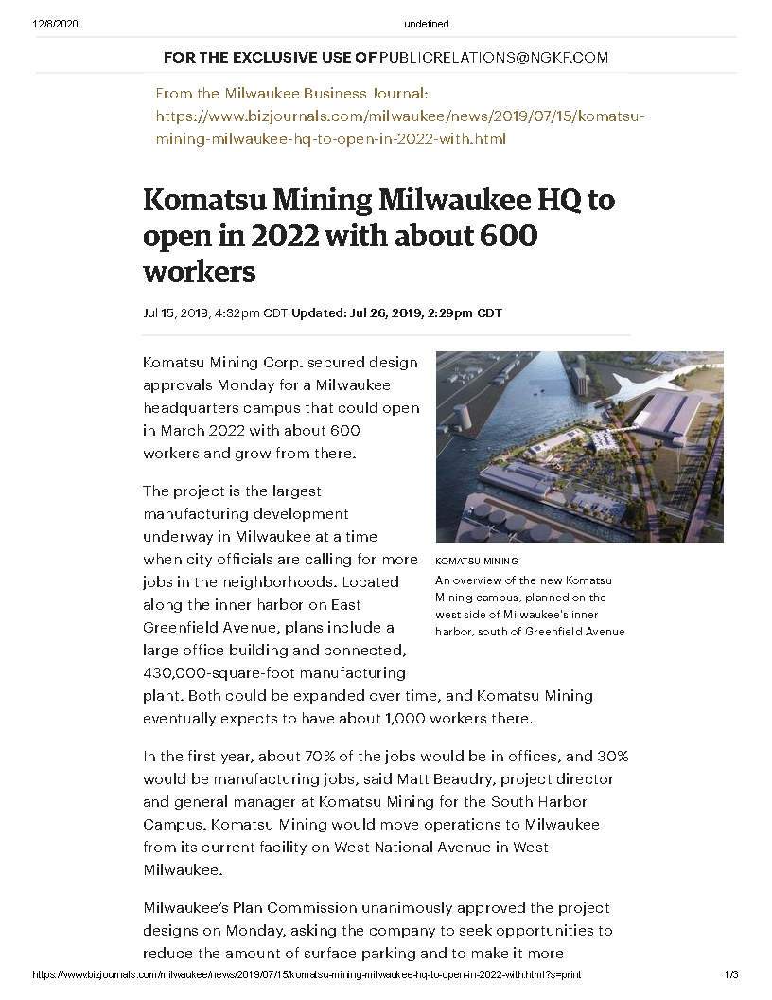 12/8/2020
undefined
FOR THE EXCLUSIVE USE OF PUBLICRELATIONS@NGKF.COM
From the Milwaukee Business Journal:
https://www.bizjournals.com/milwaukee/news/2019/07/15/komatsu-
mining-milwaukee-hq-to-open-in-2022-with.html
Komatsu Mining Milwaukee HQ to
open in 2022 with about 600
workers
Jul 15, 2019, 4:32pm CDT Updated: Jul 26, 2019, 2:29pm CDT
Komatsu Mining Corp. secured design
approvals Monday for a Milwaukee
headquarters campus that could open
in March 2022 with about 600
workers and grow from there.
The project is the largest
manufacturing development
underway in Milwaukee at a time
when city officials are calling for more
jobs in the neighborhoods. Located
along the inner harbor on East
Greenfield Avenue, plans include a
large office building and connected,
430,000-square-foot manufacturing
plant. Both could be expanded over time, and Komatsu Mining
eventually expects to have about 1,000 workers there.
KOMATSU MINING
An overview of the new Komatsu
Mining campus, planned on the
west side of Milwaukee's inner
harbor, south of Greenfield Avenue
In the first year, about 70% of the jobs would be in offices, and 30%
would be manufacturing jobs, said Matt Beaudry, project director
and general manager at Komatsu Mining for the South Harbor
Campus. Komatsu Mining would move operations to Milwaukee
from its current facility on West National Avenue in West
Milwaukee.
Milwaukee’s Plan Commission unanimously approved the project
designs on Monday, asking the company to seek opportunities to
reduce the amount of surface parking and to make it more
https://www.bizjournals.com/milwaukee/news/2019/07/15/komatsu-mining-milwaukee-hq-to-open-in-2022-with.html?s=print
1/3